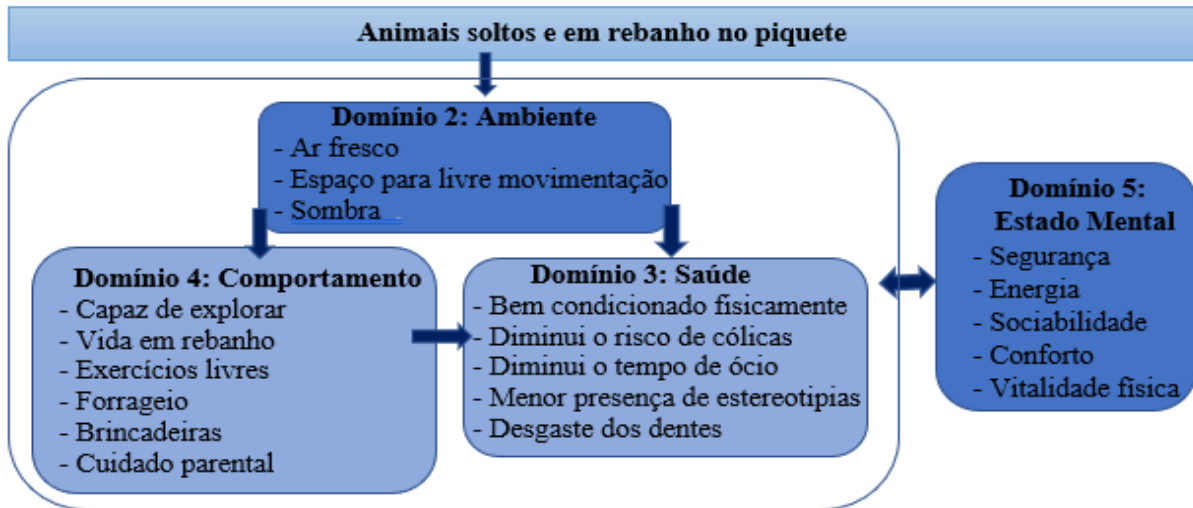 Animais soltos e em rebanho no piquete
Domínio 2: Ambiente
- Ar fresco
- Espaço para livre movimentação
- Sombra
Domínio 4: Comportamento
- Capaz de explorar
- Vida em rebanho
- Exercícios livres
- Forrageio
- Brincadeiras
- Cuidado parental
Domínio 3: Saúde
- Bem condicionado fisicamente
- Diminui o risco de cólicas
- Diminui o tempo de ócio
- Menor presença de estereotipias
- Desgaste dos dentes
Domínio 5:
Estado Mental
- Segurança
- Energia
- Sociabilidade
- Conforto
- Vitalidade física